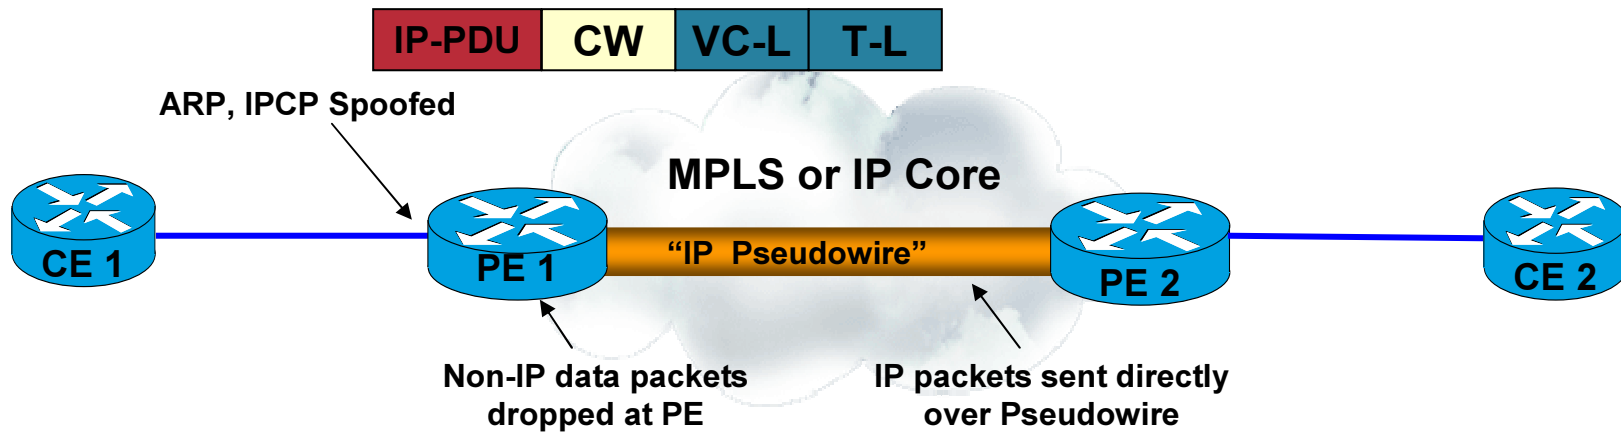 IP-PDU CW VC-L T-L
ARP, IPCP Spoofed
MPLS or IP Core
CE 1
PE 1
“IP Pseudowire”
PE 2
CE 2
Non-IP data packets
dropped at PE
IP packets sent directly
over Pseudowire